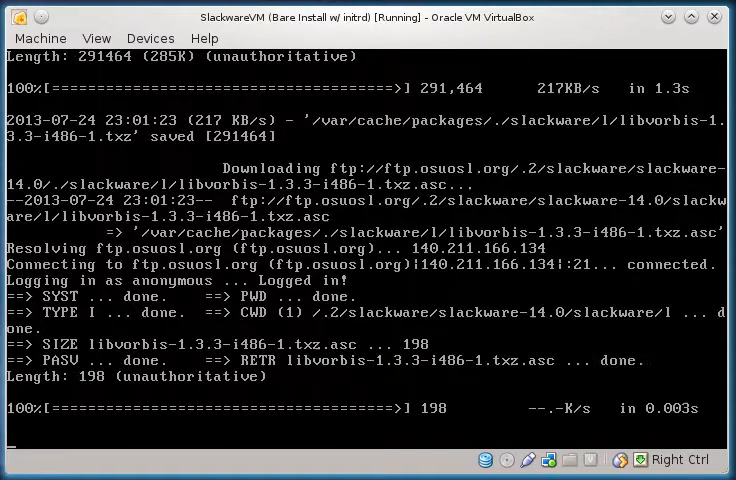 SlackwareVM (Bare Install w/ initrd) [Running] - Oracle VM VirtualBox
Machine View Devices Help
Length: 291464 (285K) (unauthoritative)
100%[======================================>] 291,464 217KB/s in 1.3s
2013-07-24 23:01:23 (217 KB/s) - '/var/cache/packages/./slackware/l/libvorbis-1.
3.3-i486-1.txz' saved [291464]
Downloading ftp://ftp.osuosl.org/.2/slackware/slackware-
14.0/./slackware/l/libvorbis-1.3.3-i486-1.txz.asc...
--2013-07-24 23:01:23-- ftp://ftp.osuosl.org/.2/slackware/slackware-14.0/slackw
are/l/libvorbis-1.3.3-i486-1.txz.asc
=> '/var/cache/packages/./slackware/l/libvorbis-1.3.3-i486-1.txz.asc'
Resolving ftp.osuosl.org (ftp.osuosl.org)... 140.211.166.134
Connecting to ftp.osuosl.org (ftp.osuosl.org)|140.211.166.134|:21... connected.
Logging in as anonymous ... Logged in!
==> SYST ... done. ==> PWD ... done.
==> TYPE I ... done. ==> CWD (1) /.2/slackware/slackware-14.0/slackware/l ... d
one.
==> SIZE libvorbis-1.3.3-i486-1.txz.asc ... 198
==> PASV ... done. ==> RETR libvorbis-1.3.3-i486-1.txz.asc ... done.
Length: 198 (unauthoritative)
100%[======================================>] 198 --.-K/s in 0.003s
Right Ctrl